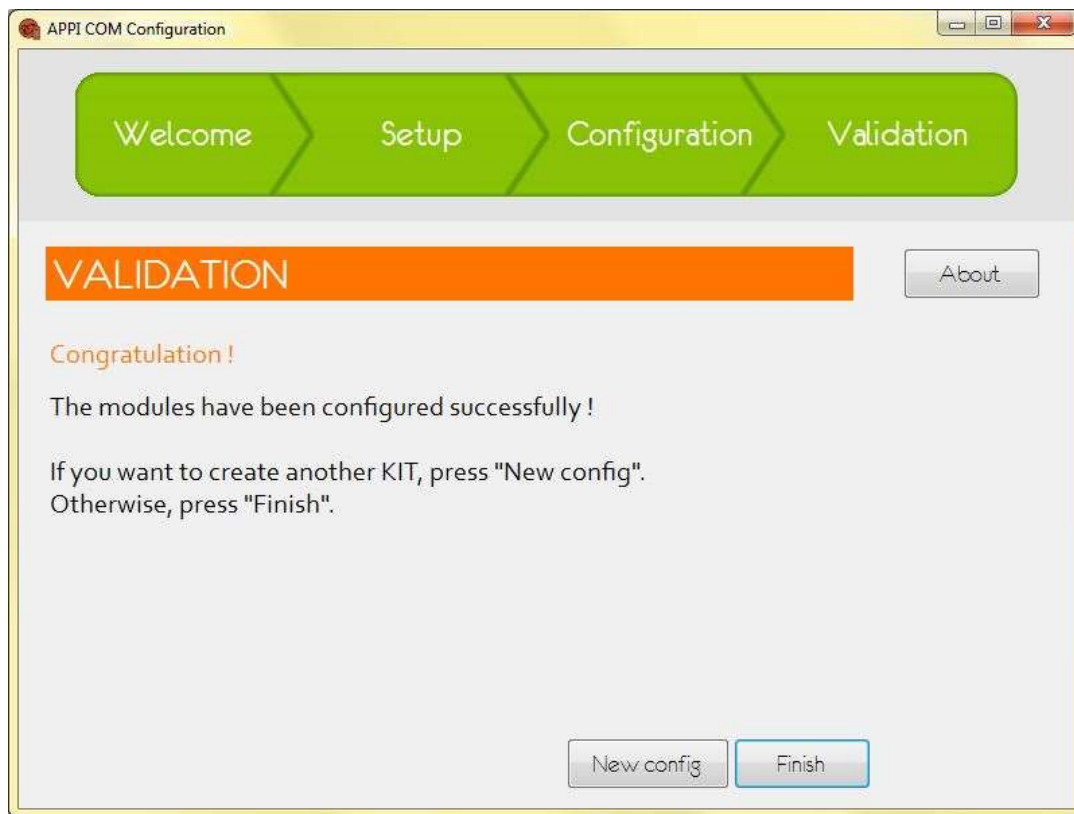 APPI COM Configuration
Welcome
Setup
Configuration
Validation
VALIDATION
About
Congratulation !
The modules have been configured successfully !
If you want to create another KIT, press "New config".
Otherwise, press "Finish".
New config
Finish